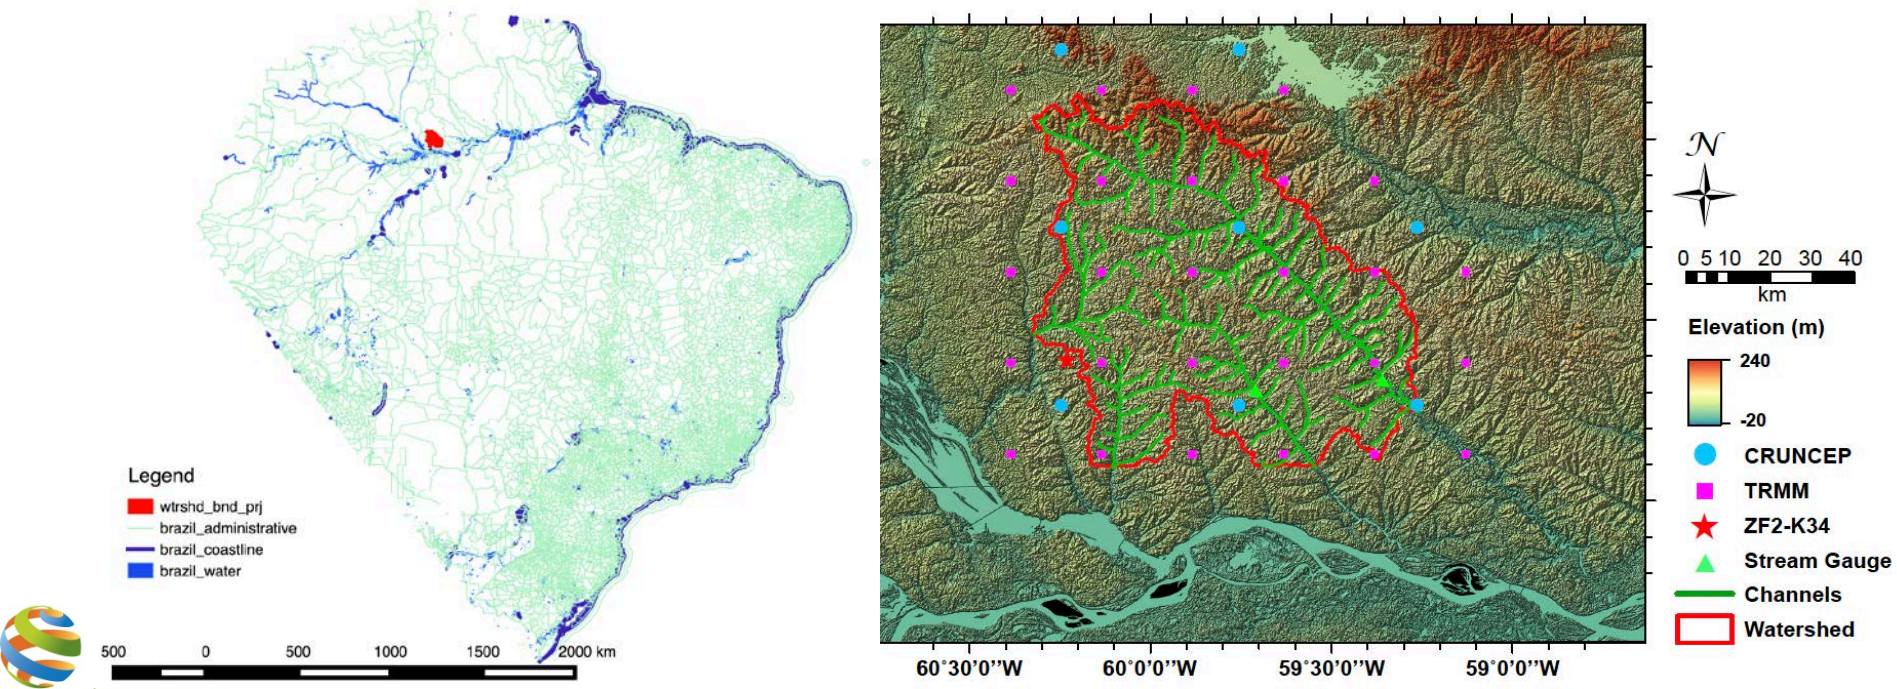 Legend
wtrshd_bnd_prj
brazil_administrative
brazil_coastline
brazil_water
500 0 500 1000 1500 2000 km
60°30'0''W 60°0'0''W 59°30'0''W 59°0'0''W
N
0 5 10 20 30 40
km
Elevation (m)
240
-20
CRUNCEP
TRMM
ZF2-K34
Stream Gauge
Channels
Watershed